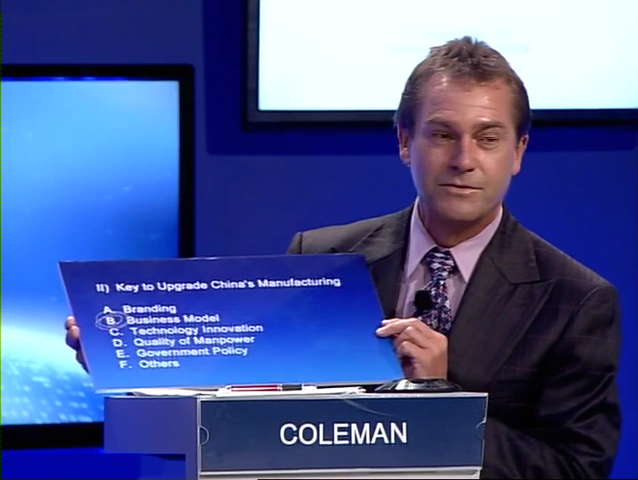 II) Key to Upgrade China's Manufacturing
A. Branding
B. Business Model
C. Technology Innovation
D. Quality of Manpower
E. Government Policy
F. Others
COLEMAN